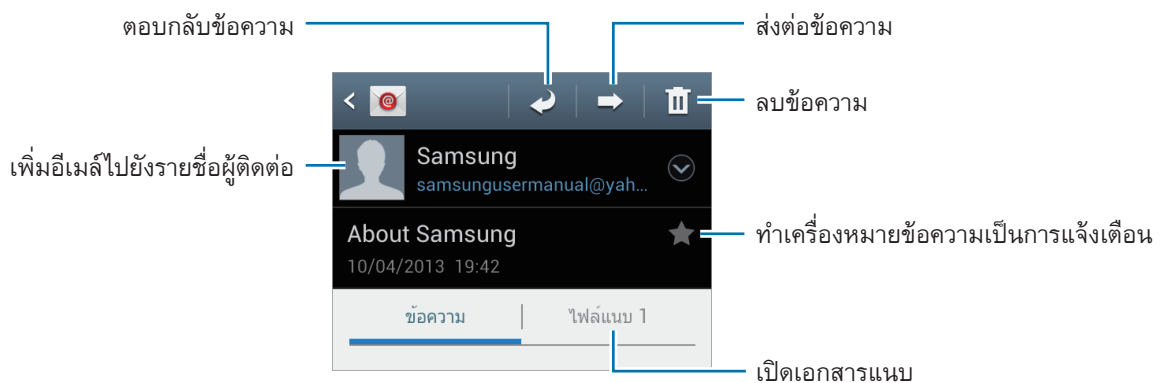 ตอบกลับข้อความ
ส่งต่อข้อความ
ลบข้อความ
เพิ่มอีเมล์ไปยังรายชื่อผู้ติดต่อ
Samsung
samsungusermanual@yah...
About Samsung
ทำเครื่องหมายข้อความเป็นการแจ้งเตือน
10/04/2013 19:42
ข้อความ
ไฟล์แนบ 1
เปิดเอกสารแนบ